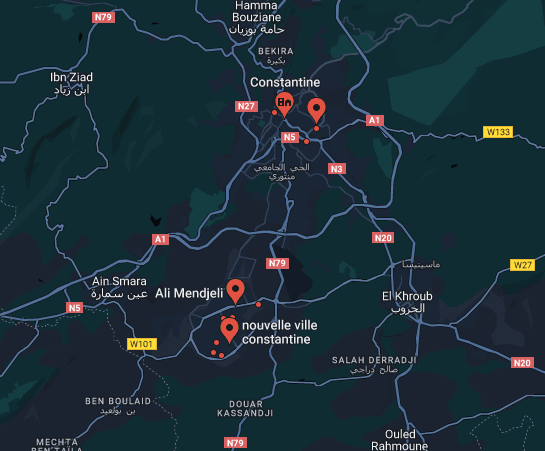 Hamma
Bouziane
حامة بوزيان
N79
BEKIRA
بكيرة
Ibn Ziad
ابن زياد
Constantine
N27
A1
N5
W133
N3
الحي الجامعي
منتوري
A1
N20
ماسينيسا
N79
W27
Ain Smara
عين سمارة
Ali Mendjeli
El Khroub
الخروب
N5
nouvelle ville
constantine
W101
SALAH DERRADJI
صالح دراجي
N20
BEN BOULAID
بن بولعيد
DOUAR
KASSANDJI
MECHTA
BEN TAÏLA
N79
Ouled
Rahmoune